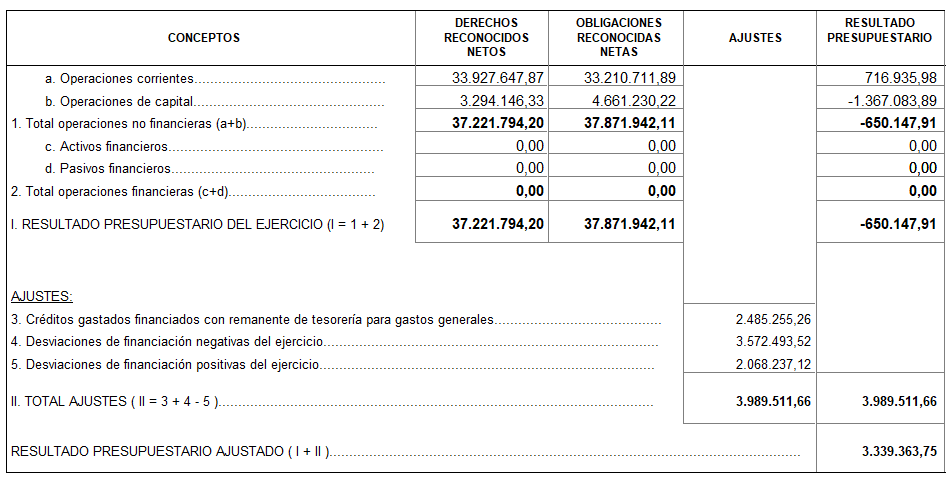 CONCEPTOS DERECHOS RECONOCIDOS NETOS OBLIGACIONES RECONOCIDAS NETAS AJUSTES RESULTADO PRESUPUESTARIO
a. Operaciones corrientes 33.927.647,87 33.210.711,89 716.935,98
b. Operaciones de capital 3.294.146,33 4.661.230,22 -1.367.083,89
1. Total operaciones no financieras (a+b) 37.221.794,20 37.871.942,11 -650.147,91
c. Activos financieros 0,00 0,00 0,00
d. Pasivos financieros 0,00 0,00 0,00
2. Total operaciones financieras (c+d) 0,00 0,00 0,00
I. RESULTADO PRESUPUESTARIO DEL EJERCICIO (I = 1 + 2) 37.221.794,20 37.871.942,11 -650.147,91
AJUSTES:
3. Créditos gastados financiados con remanente de tesorería para gastos generales 2.485.255,26
4. Desviaciones de financiación negativas del ejercicio 3.572.493,52
5. Desviaciones de financiación positivas del ejercicio 2.068.237,12
II. TOTAL AJUSTES ( II = 3 + 4 - 5 ) 3.989.511,66 3.989.511,66
RESULTADO PRESUPUESTARIO AJUSTADO ( I + II ) 3.339.363,75